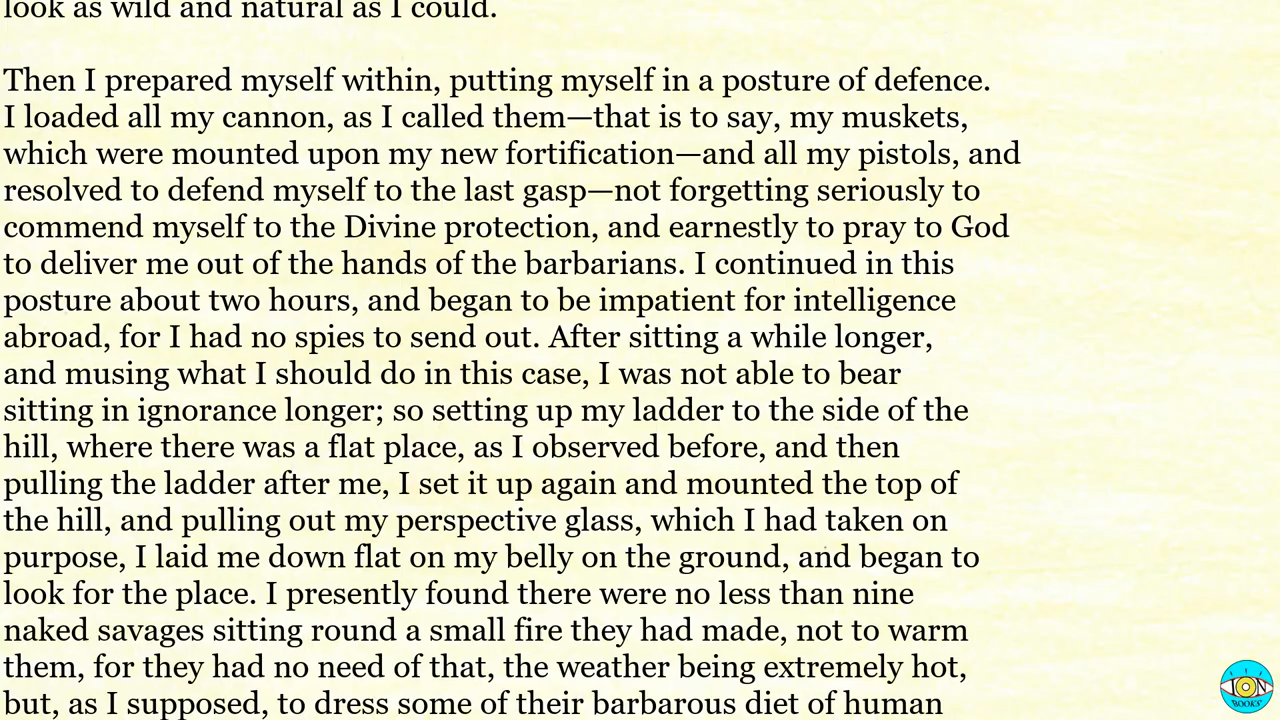 look as wild and natural as I could.
Then I prepared myself within, putting myself in a posture of defence.
I loaded all my cannon, as I called them—that is to say, my muskets,
which were mounted upon my new fortification—and all my pistols, and
resolved to defend myself to the last gasp—not forgetting seriously to
commend myself to the Divine protection, and earnestly to pray to God
to deliver me out of the hands of the barbarians. I continued in this
posture about two hours, and began to be impatient for intelligence
abroad, for I had no spies to send out. After sitting a while longer,
and musing what I should do in this case, I was not able to bear
sitting in ignorance longer; so setting up my ladder to the side of the
hill, where there was a flat place, as I observed before, and then
pulling the ladder after me, I set it up again and mounted the top of
the hill, and pulling out my perspective glass, which I had taken on
purpose, I laid me down flat on my belly on the ground, and began to
look for the place. I presently found there were no less than nine
naked savages sitting round a small fire they had made, not to warm
them, for they had no need of that, the weather being extremely hot,
but, as I supposed, to dress some of their barbarous diet of human
ION
BOOKS